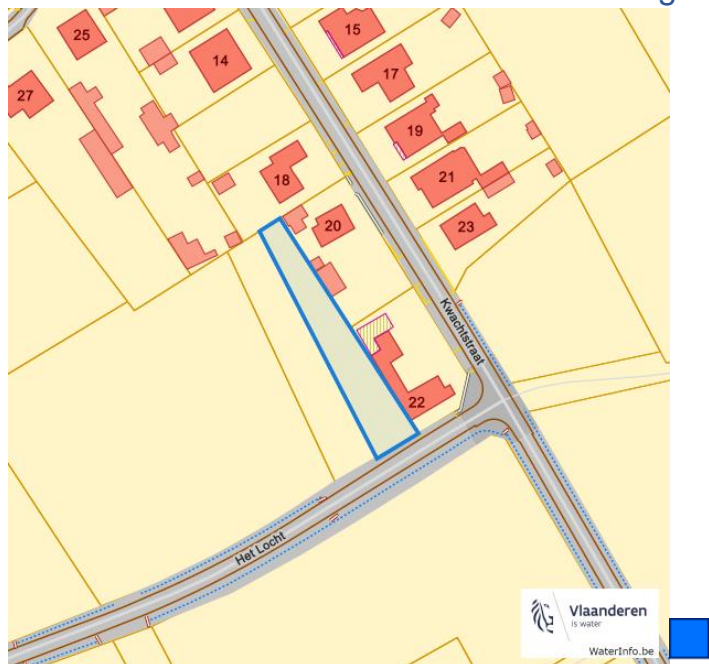 25
15
14
17
27
19
18
21
20
23
Kwachtstraat
22
Het Locht
Vlaanderen
is water
WaterInfo.be